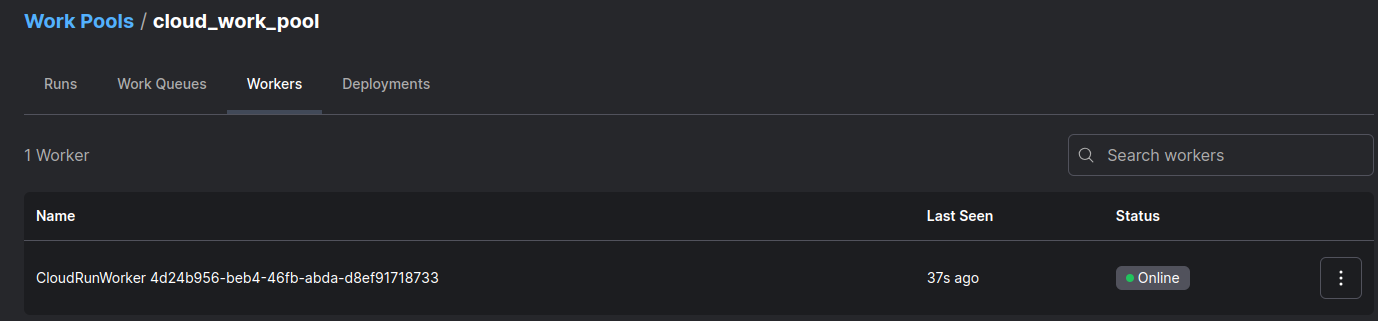 Work Pools / cloud_work_pool
Runs Work Queues Workers Deployments
1 Worker Search workers
Name Last Seen Status
CloudRunWorker 4d24b956-beb4-46fb-abda-d8ef91718733 37s ago Online